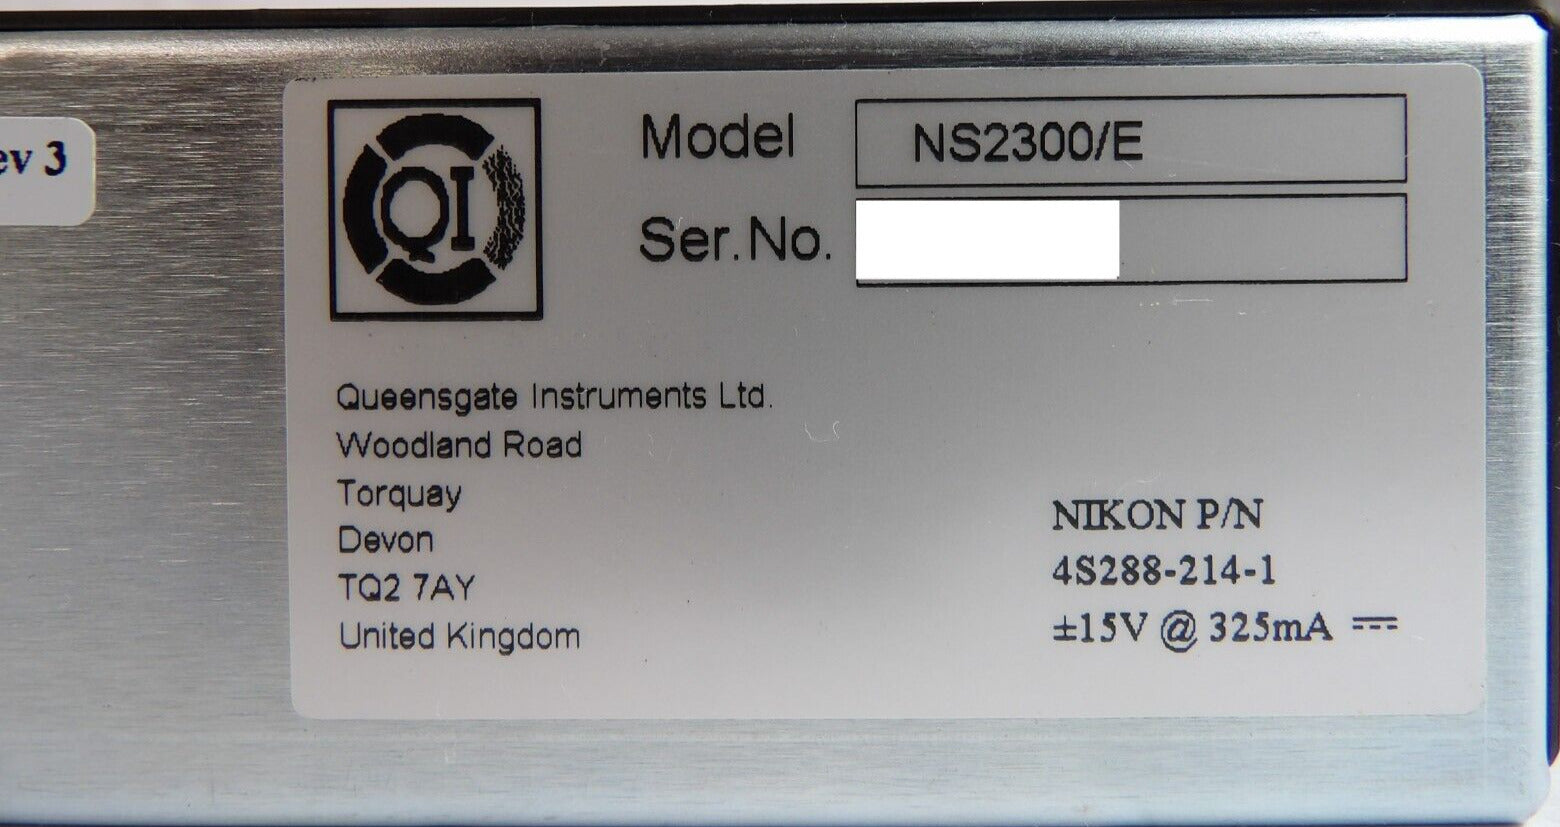 ev 3
QI
Model NS2300/E
Ser.No.
Queensgate Instruments Ltd.
Woodland Road
Torquay
Devon
TQ2 7AY
United Kingdom
NIKON P/N
4S288-214-1
±15V @ 325mA ⎓